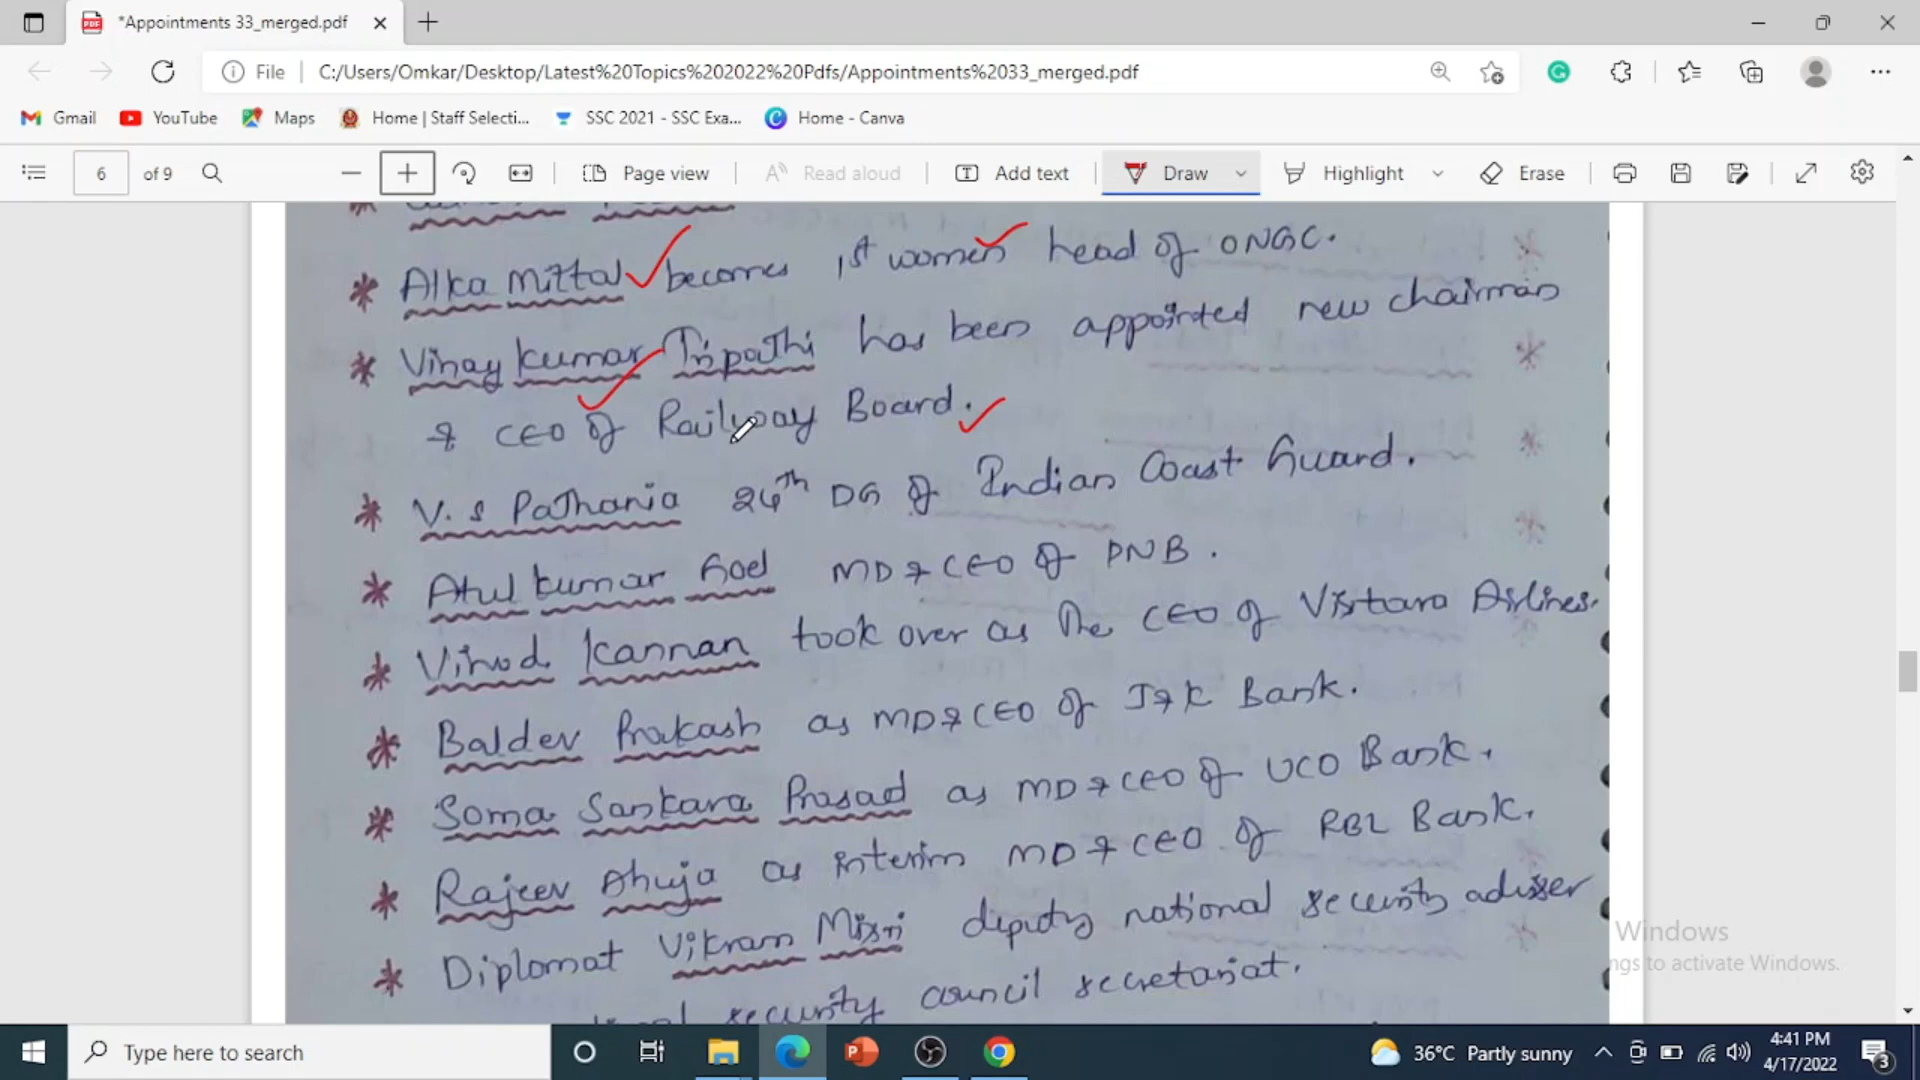 *Appointments 33_merged.pdf
File C:/Users/Omkar/Desktop/Latest%20Topics%202022%20Pdfs/Appointments%2033_merged.pdf
Gmail YouTube Maps Home | Staff Selecti... SSC 2021 - SSC Exa... Home - Canva
6 of 9 Page view Read aloud Add text Draw Highlight Erase
* Alka Mittal becomes 1st women head of ONGC.
* Vinay Kumar Tripathi has been appointed new chairman
& CEO of Railway Board.
* V.S Pathania 24th DG of Indian Coast Guard.
* Atul Kumar Goel MD & CEO of PNB.
* Vinod Kannan took over as the CEO of Vistara Airlines.
* Baldev Prakash as MD & CEO of J&K Bank.
* Soma Sankara Prasad as MD & CEO of UCO Bank.
* Rajeev Ahuja as interim MD & CEO of RBL Bank.
* Diplomat Vikram Misri deputy national security adviser
security council secretariat.
Windows
ngs to activate Windows.
Type here to search
36°C Partly sunny
4:41 PM
4/17/2022
3